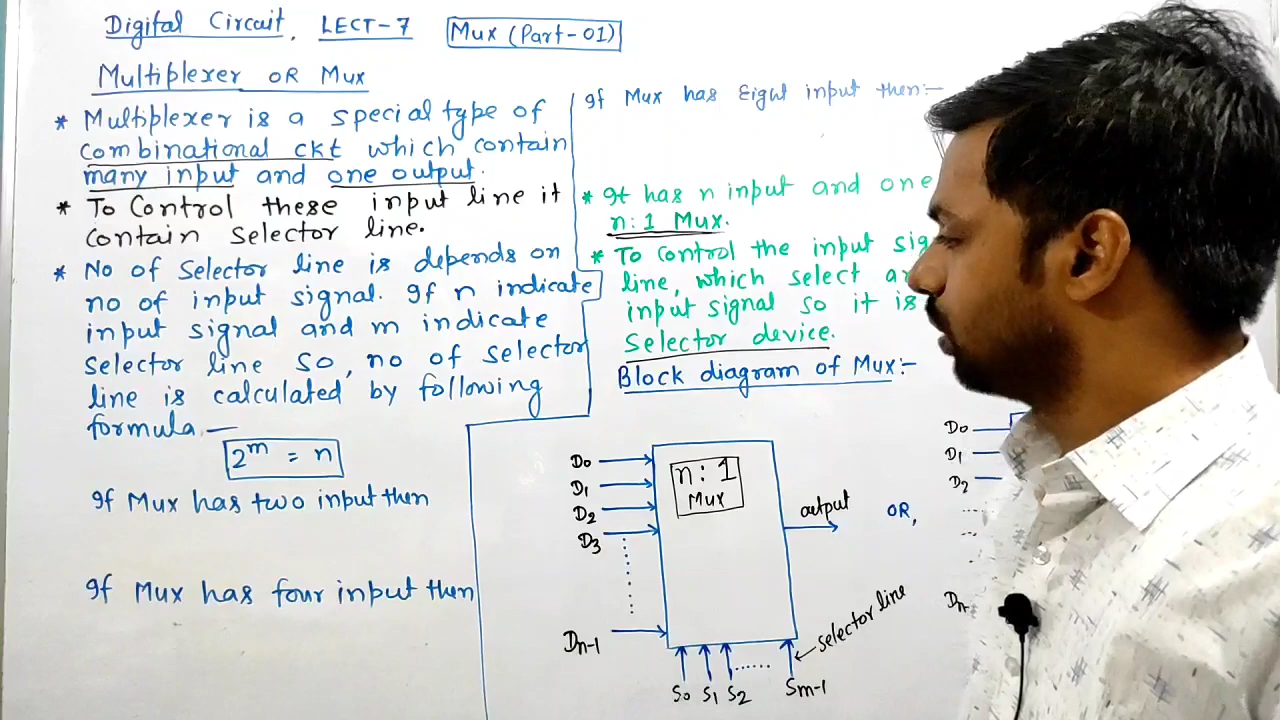 Digital Circuit, LECT-7 Mux (Part-01)
Multiplexer OR Mux
* Multiplexer is a special type of
combinational ckt which contain
many input and one output.
* To Control these input line it
contain selector line.
* No of selector line is depends on
no of input signal. If n indicate
input signal and m indicate
selector line so, no of selector
line is calculated by following
formula —
2^m = n
If Mux has two input then
If Mux has four input then
If Mux has Eight input then:-
* It has n input and one
n:1 Mux.
* To Control the input
line, which select
input signal so it is
selector device.
Block diagram of Mux:-
D0
D1
D2
D3
Dn-1
n:1
Mux
output
selector line
S0 S1 S2 ...... Sm-1
OR,
D0
D1
D2